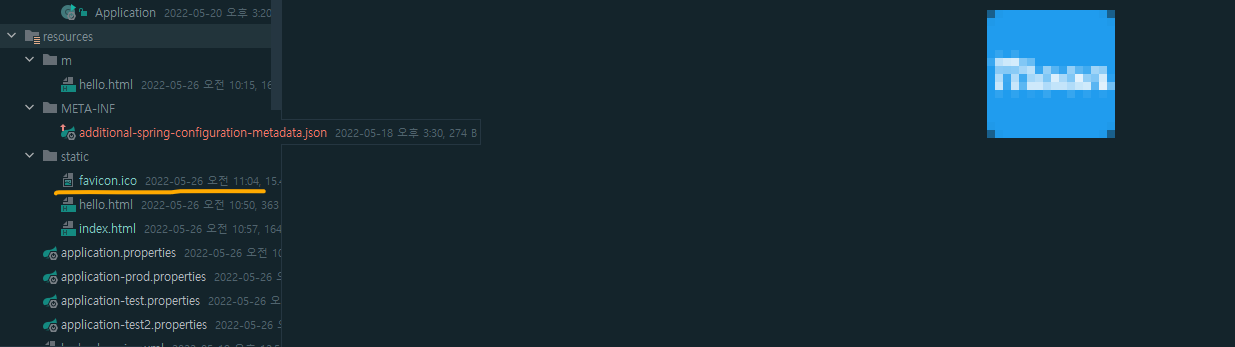 Application 2022-05-20 오후 3:20
resources
m
hello.html 2022-05-26 오전 10:15, 16
META-INF
additional-spring-configuration-metadata.json 2022-05-18 오후 3:30, 274 B
static
favicon.ico 2022-05-26 오전 11:04, 15.4
hello.html 2022-05-26 오전 10:50, 363
index.html 2022-05-26 오전 10:57, 164
application.properties 2022-05-26 오전 10
application-prod.properties 2022-05-26
application-test.properties 2022-05-26 오
application-test2.properties 2022-05-26